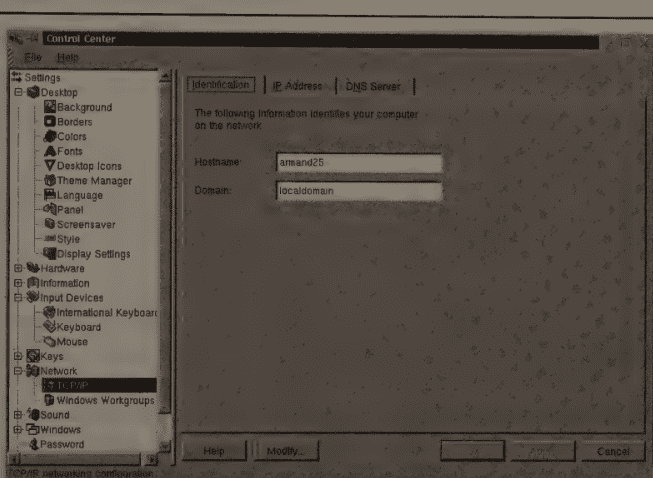 Control Center
File Help
Settings
Desktop
Background
Borders
Colors
Fonts
Desktop Icons
Theme Manager
Language
Panel
Screensaver
Style
Display Settings
Hardware
Information
Input Devices
International Keyboard
Keyboard
Mouse
Keys
Network
TCP/IP
Windows Workgroups
Sound
Windows
Password
Identification IP Address DNS Server
The following information identifies your computer
on the network
Hostname: armand25
Domain: localdomain
Help Modify... Cancel
TCP/IP networking configuration